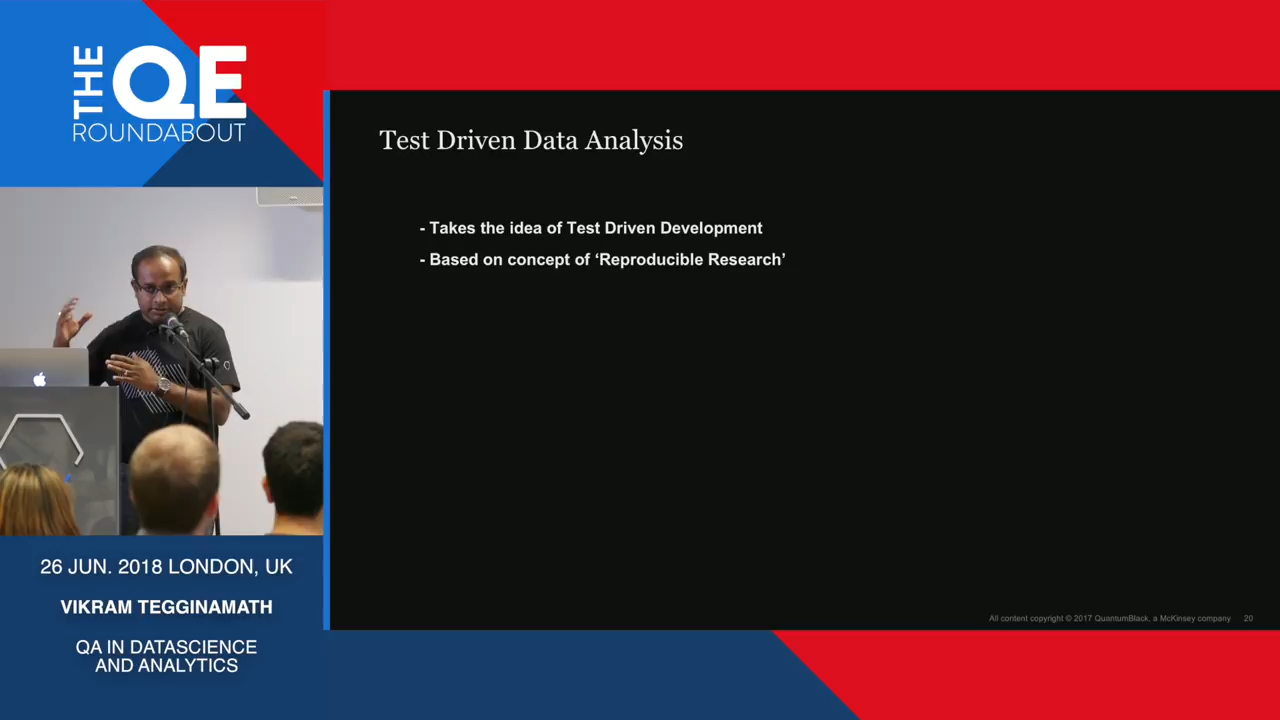 THE
QE
ROUNDABOUT
Test Driven Data Analysis
- Takes the idea of Test Driven Development
- Based on concept of ‘Reproducible Research’
26 JUN. 2018 LONDON, UK
VIKRAM TEGGINAMATH
QA IN DATASCIENCE
AND ANALYTICS
All content copyright © 2017 QuantumBlack, a McKinsey company 20